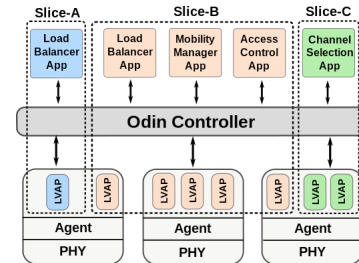 Slice-A Slice-B Slice-C
Load Balancer App
Load Balancer App
Mobility Manager App
Access Control App
Channel Selection App
Odin Controller
LVAP LVAP LVAP LVAP LVAP LVAP LVAP LVAP
Agent Agent Agent
PHY PHY PHY